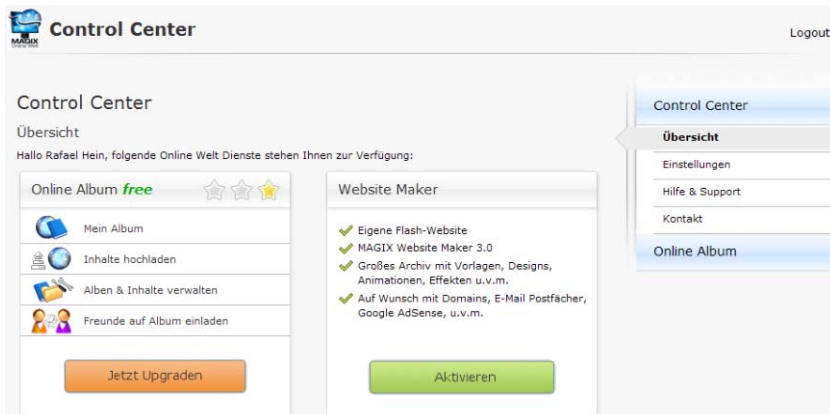 MAGIX
Control Center
Logout
Control Center
Übersicht
Hallo Rafael Hein, folgende Online Welt Dienste stehen Ihnen zur Verfügung:
Online Album free
Mein Album
Inhalte hochladen
Alben & Inhalte verwalten
Freunde auf Album einladen
Jetzt Upgraden
Website Maker
Eigene Flash-Website
MAGIX Website Maker 3.0
Großes Archiv mit Vorlagen, Designs,
Animationen, Effekten u.v.m.
Auf Wunsch mit Domains, E-Mail Postfächer,
Google AdSense, u.v.m.
Aktivieren
Control Center
Übersicht
Einstellungen
Hilfe & Support
Kontakt
Online Album